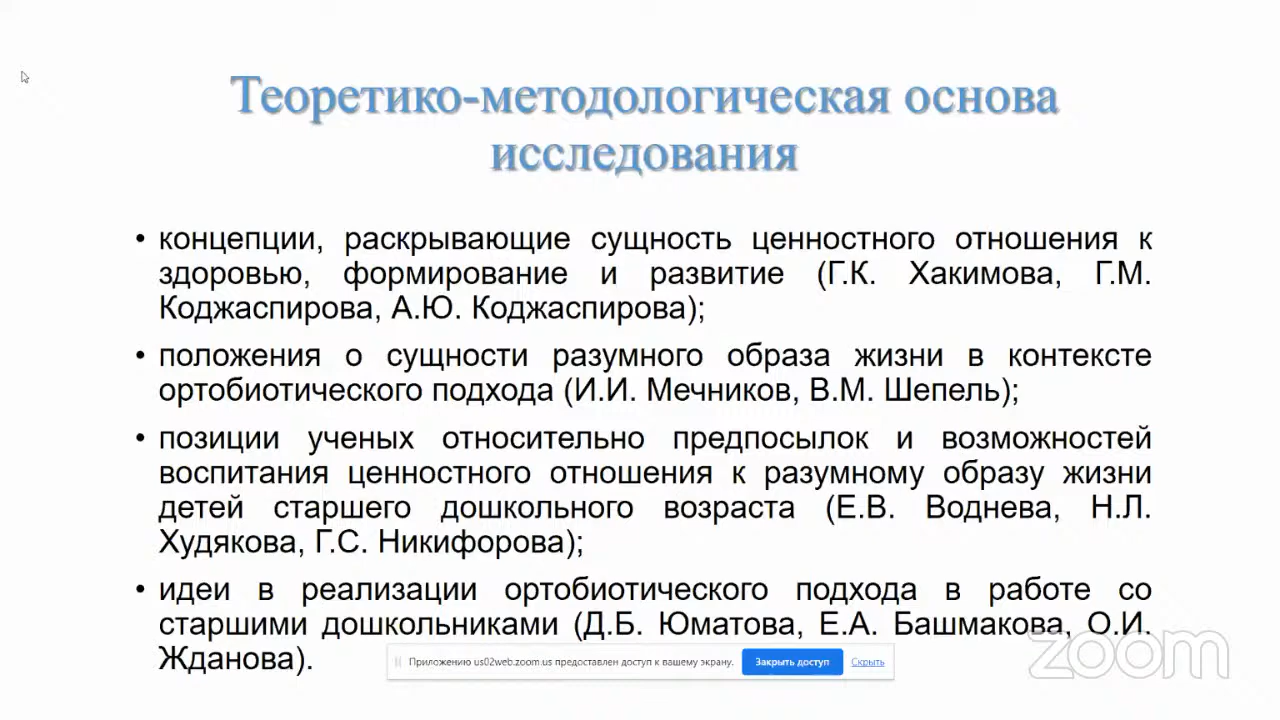 Теоретико-методологическая основа
исследования
• концепции, раскрывающие сущность ценностного отношения к
здоровью, формирование и развитие (Г.К. Хакимова, Г.М.
Коджаспирова, А.Ю. Коджаспирова);
• положения о сущности разумного образа жизни в контексте
ортобиотического подхода (И.И. Мечников, В.М. Шепель);
• позиции ученых относительно предпосылок и возможностей
воспитания ценностного отношения к разумному образу жизни
детей старшего дошкольного возраста (Е.В. Воднева, Н.Л.
Худякова, Г.С. Никифорова);
• идеи в реализации ортобиотического подхода в работе со
старшими дошкольниками (Д.Б. Юматова, Е.А. Башмакова, О.И.
Жданова).
Приложению us02web.zoom.us предоставлен доступ к вашему экрану. Закрыть доступ Скрыть
zoom